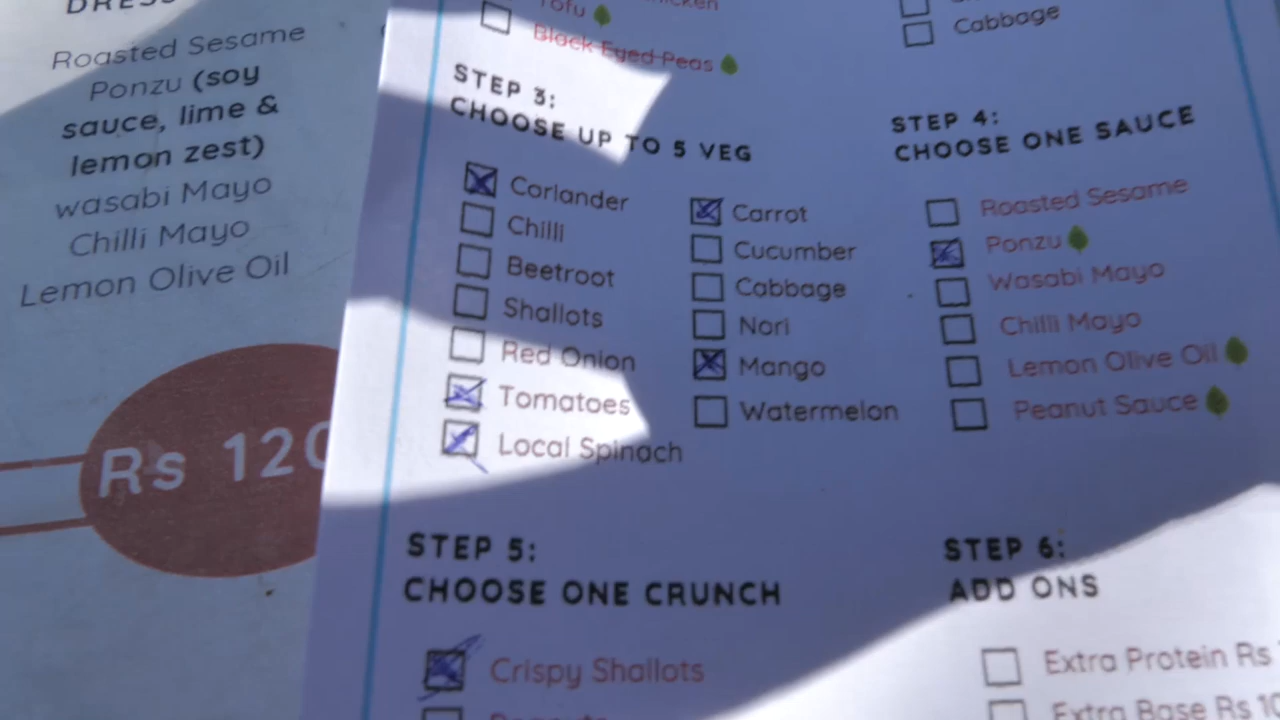 Roasted Sesame
Ponzu (soy
sauce, lime &
lemon zest)
wasabi Mayo
Chilli Mayo
Lemon Olive Oil
Rs 120
Tofu
Black Eyed Peas
Cabbage
STEP 3:
CHOOSE UP TO 5 VEG
Coriander
Chilli
Beetroot
Shallots
Red Onion
Tomatoes
Local Spinach
Carrot
Cucumber
Cabbage
Nori
Mango
Watermelon
STEP 4:
CHOOSE ONE SAUCE
Roasted Sesame
Ponzu
Wasabi Mayo
Chilli Mayo
Lemon Olive Oil
Peanut Sauce
STEP 5:
CHOOSE ONE CRUNCH
Crispy Shallots
STEP 6:
ADD ONS
Extra Protein Rs
Extra Base Rs 10